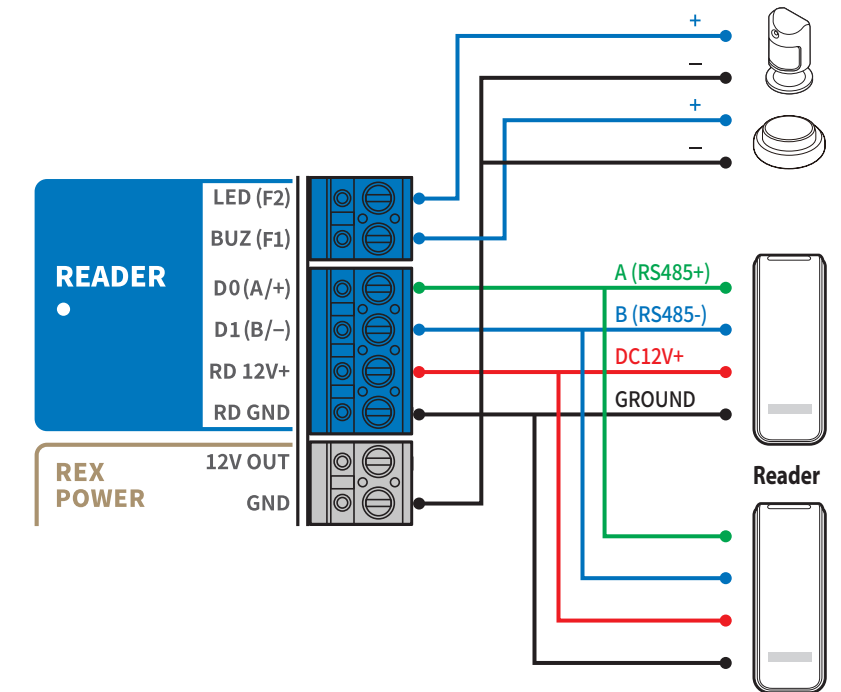 +
−
+
−
READER
LED (F2)
BUZ (F1)
D0 (A/+)
D1 (B/−)
RD 12V+
RD GND
A (RS485+)
B (RS485-)
DC12V+
GROUND
Reader
REX
POWER
12V OUT
GND